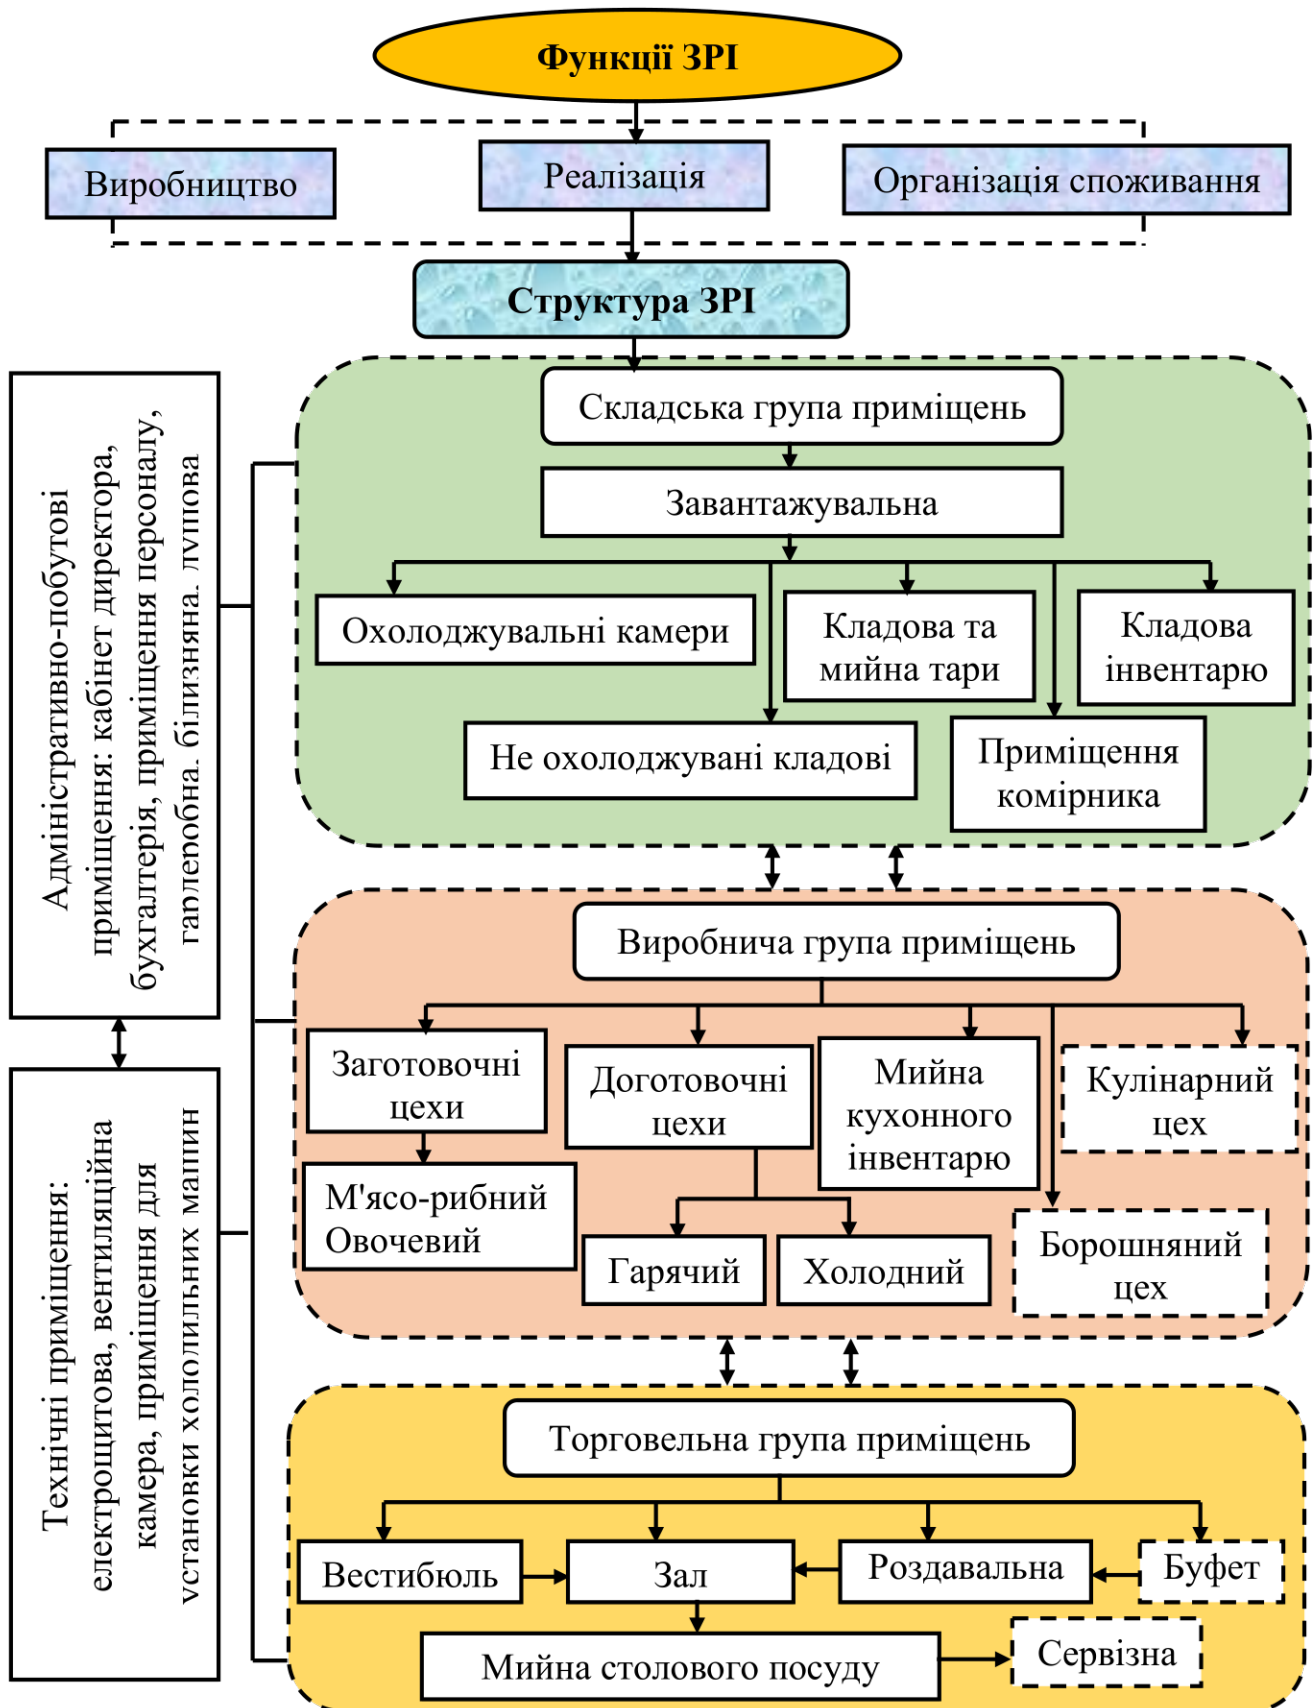 Функції ЗРІ
Виробництво
Реалізація
Організація споживання
Структура ЗРІ
Адміністративно-побутові
приміщення: кабінет директора,
бухгалтерія, приміщення персоналу,
гардеробна, білизняна, душова
Складська група приміщень
Завантажувальна
Охолоджувальні камери
Кладова та
мийна тари
Кладова
інвентарю
Не охолоджувані кладові
Приміщення
комірника
Виробнича група приміщень
Заготовочні
цехи
Доготовочні
цехи
Мийна
кухонного
інвентарю
Кулінарний
цех
М'ясо-рибний
Овочевий
Гарячий
Холодний
Борошняний
цех
Технічні приміщення:
електрощитова, вентиляційна
камера, приміщення для
установки холодильних машин
Торговельна група приміщень
Вестибюль
Зал
Роздавальна
Буфет
Мийна столового посуду
Сервізна